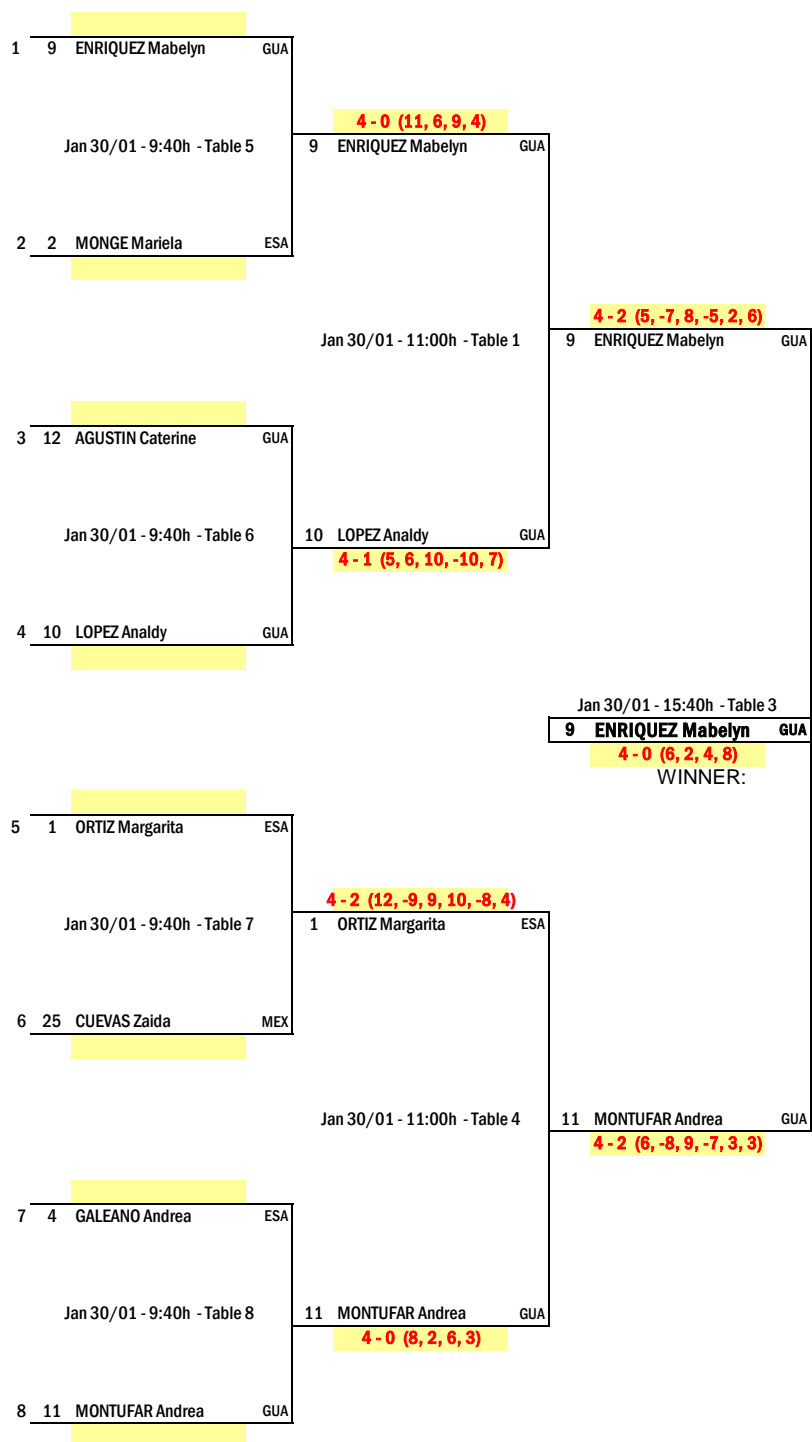 1 9 ENRIQUEZ Mabelyn GUA
4 - 0 (11, 6, 9, 4)
Jan 30/01 - 9:40h - Table 5
9 ENRIQUEZ Mabelyn GUA
2 2 MONGE Mariela ESA
4 - 2 (5, -7, 8, -5, 2, 6)
Jan 30/01 - 11:00h - Table 1
9 ENRIQUEZ Mabelyn GUA
3 12 AGUSTIN Caterine GUA
Jan 30/01 - 9:40h - Table 6
10 LOPEZ Analdy GUA
4 - 1 (5, 6, 10, -10, 7)
4 10 LOPEZ Analdy GUA
Jan 30/01 - 15:40h - Table 3
9 ENRIQUEZ Mabelyn GUA
4 - 0 (6, 2, 4, 8)
WINNER:
5 1 ORTIZ Margarita ESA
4 - 2 (12, -9, 9, 10, -8, 4)
Jan 30/01 - 9:40h - Table 7
1 ORTIZ Margarita ESA
6 25 CUEVAS Zaida MEX
Jan 30/01 - 11:00h - Table 4
11 MONTUFAR Andrea GUA
4 - 2 (6, -8, 9, -7, 3, 3)
7 4 GALEANO Andrea ESA
Jan 30/01 - 9:40h - Table 8
11 MONTUFAR Andrea GUA
4 - 0 (8, 2, 6, 3)
8 11 MONTUFAR Andrea GUA